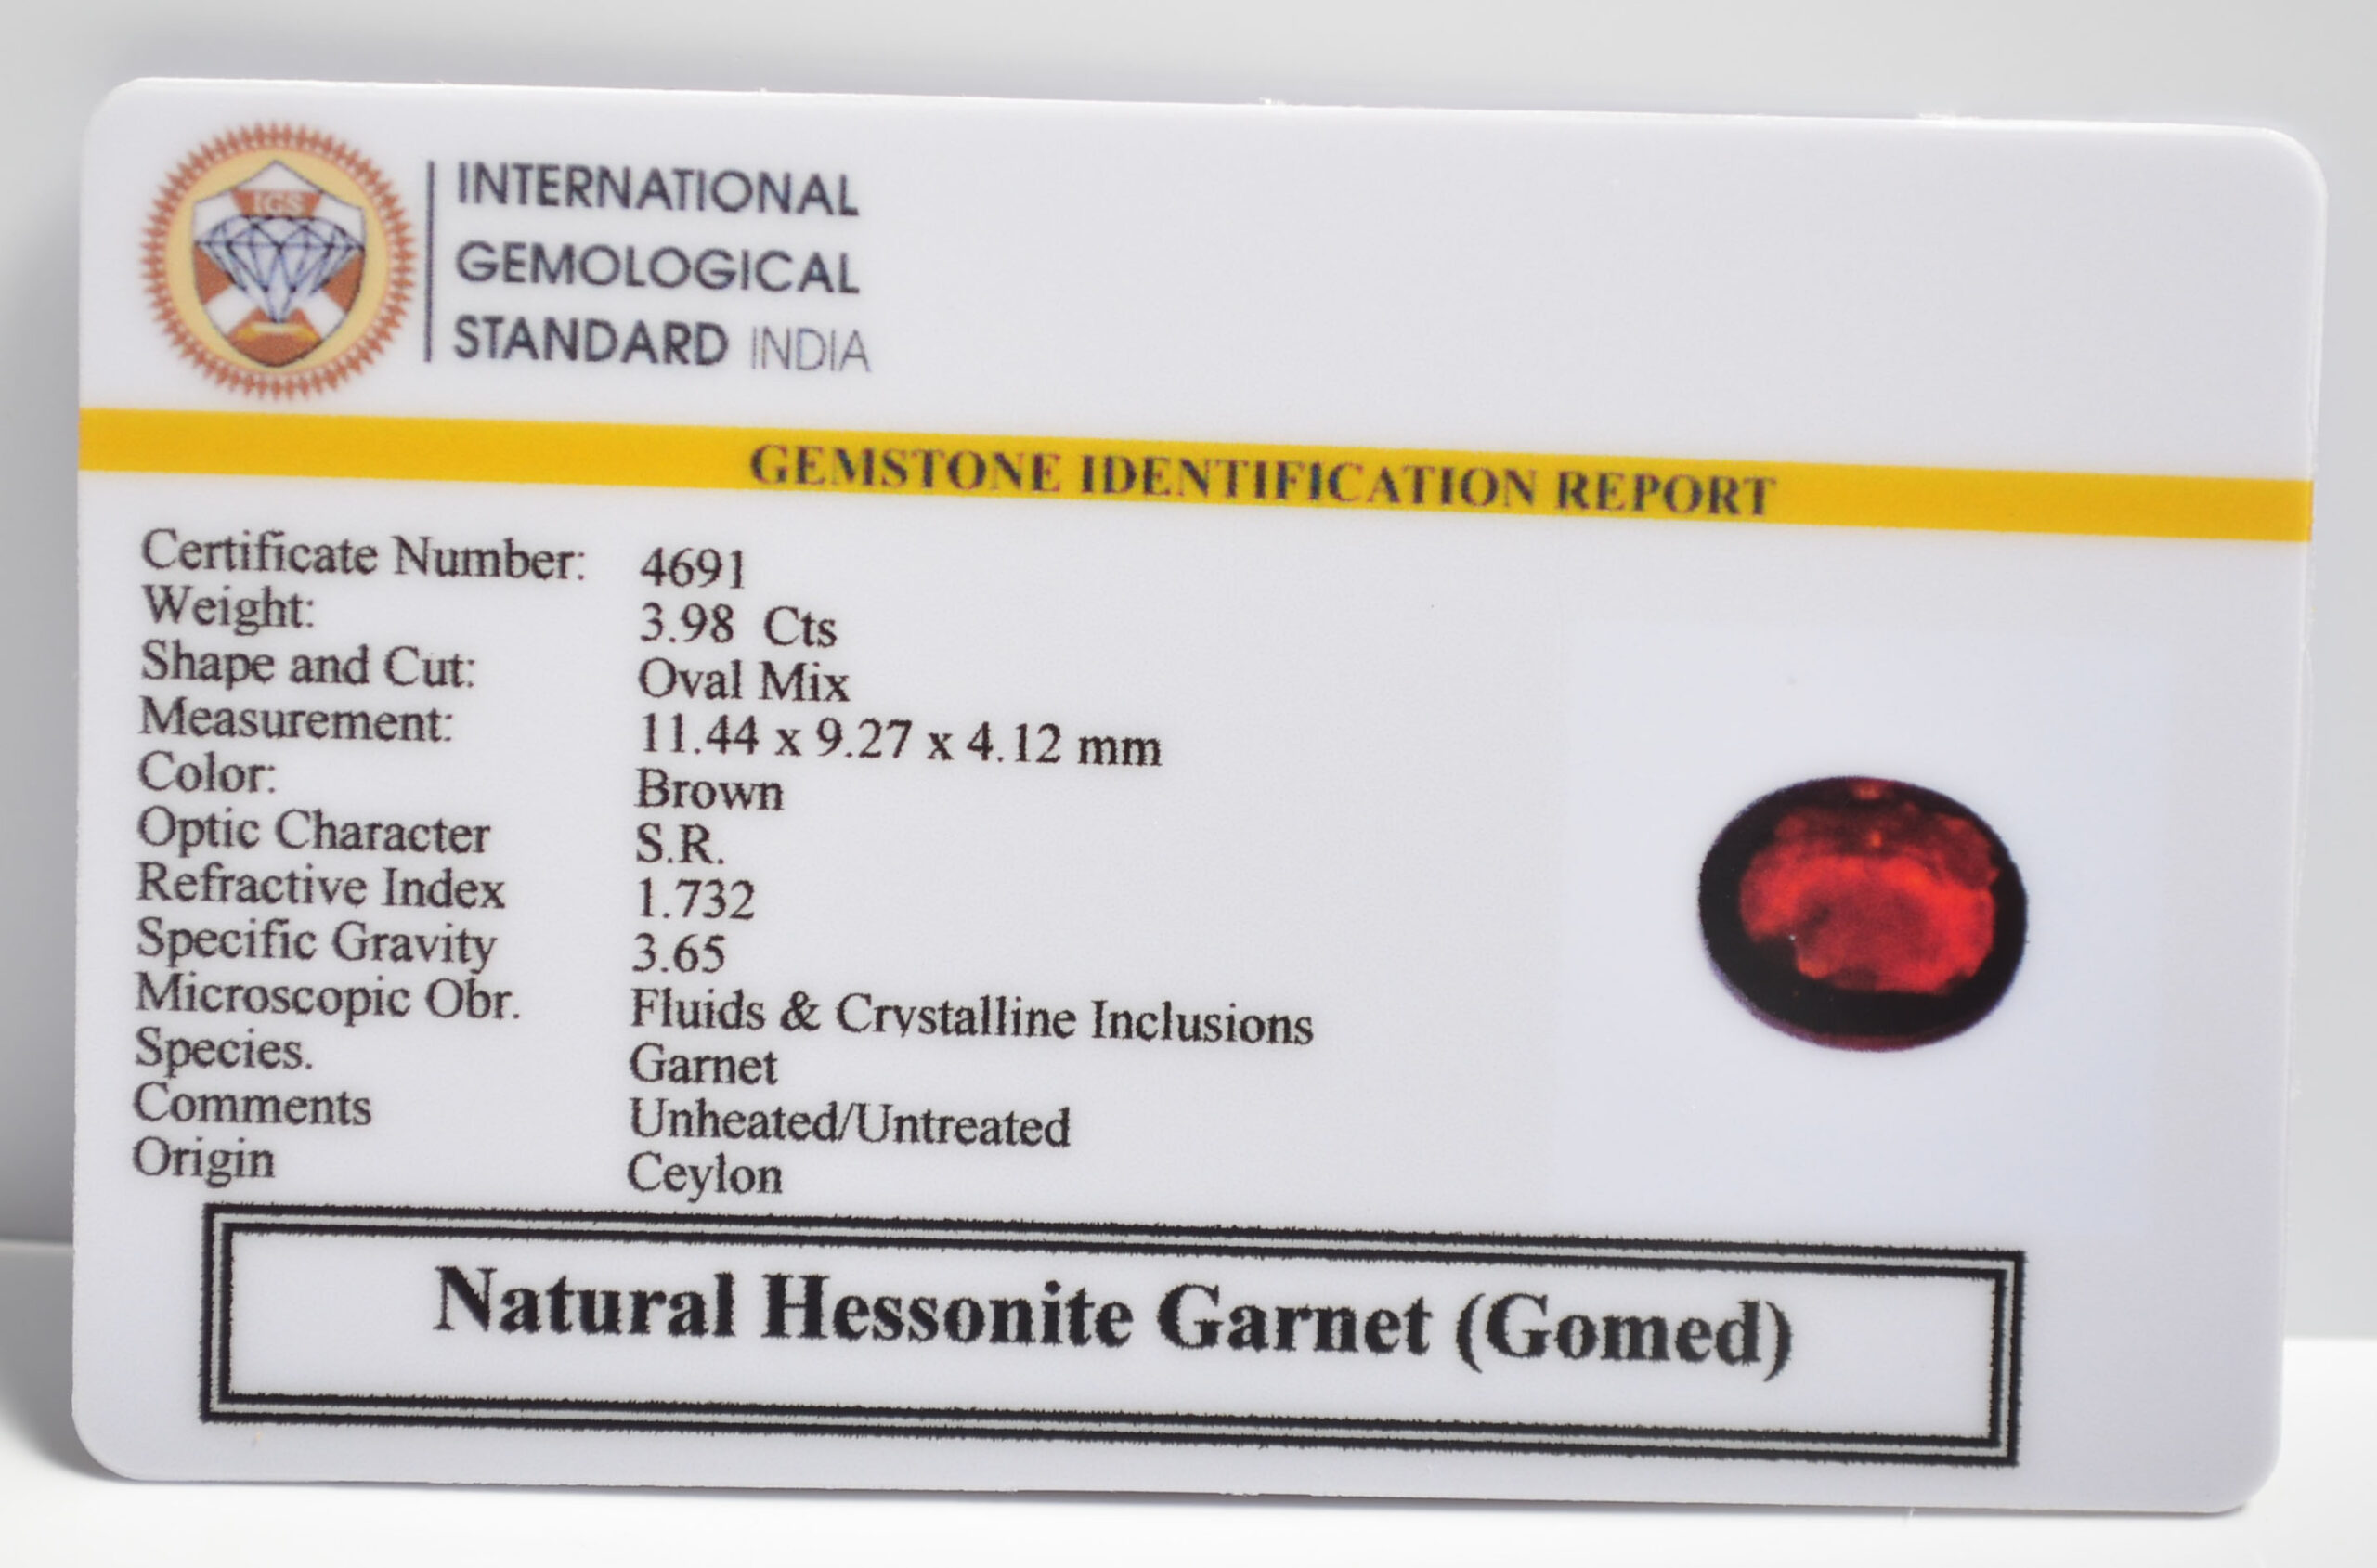 IGS
INTERNATIONAL
GEMOLOGICAL
STANDARD INDIA
GEMSTONE IDENTIFICATION REPORT
Certificate Number: 4691
Weight: 3.98 Cts
Shape and Cut: Oval Mix
Measurement: 11.44 x 9.27 x 4.12 mm
Color: Brown
Optic Character S.R.
Refractive Index 1.732
Specific Gravity 3.65
Microscopic Obr. Fluids & Crystalline Inclusions
Species. Garnet
Comments Unheated/Untreated
Origin Ceylon
Natural Hessonite Garnet (Gomed)